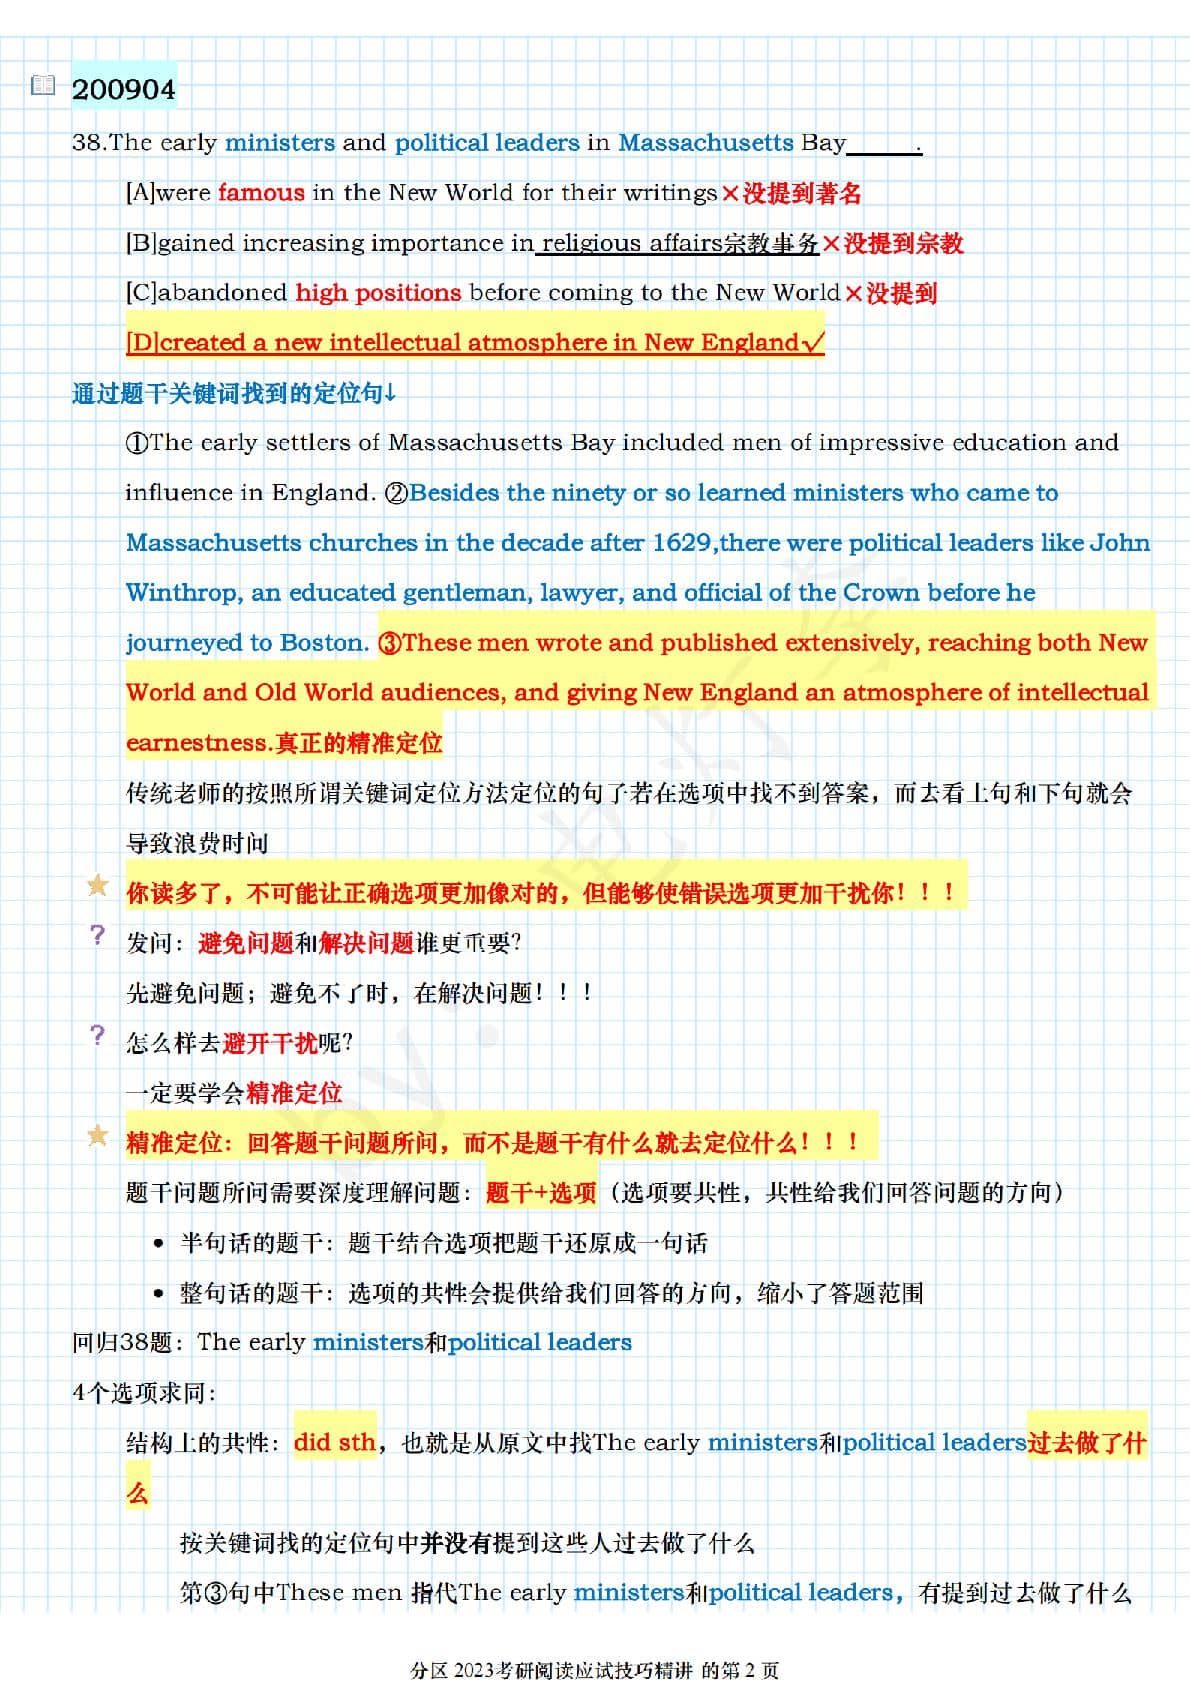 200904
38.The early ministers and political leaders in Massachusetts Bay______.
[A]were famous in the New World for their writings×没提到著名
[B]gained increasing importance in religious affairs宗教事务×没提到宗教
[C]abandoned high positions before coming to the New World×没提到
[D]created a new intellectual atmosphere in New England✓
通过题干关键词找到的定位句↓
①The early settlers of Massachusetts Bay included men of impressive education and
influence in England. ②Besides the ninety or so learned ministers who came to
Massachusetts churches in the decade after 1629,there were political leaders like John
Winthrop, an educated gentleman, lawyer, and official of the Crown before he
journeyed to Boston. ③These men wrote and published extensively, reaching both New
World and Old World audiences, and giving New England an atmosphere of intellectual
earnestness.真正的精准定位
传统老师的按照所谓关键词定位方法定位的句子若在选项中找不到答案，而去看上句和下句就会
导致浪费时间
你读多了，不可能让正确选项更加像对的，但能够使错误选项更加干扰你！！！
? 发问：避免问题和解决问题谁更重要？
先避免问题；避免不了时，在解决问题！！！
? 怎么样去避开干扰呢？
一定要学会精准定位
精准定位：回答题干问题所问，而不是题干有什么就去定位什么！！！
题干问题所问需要深度理解问题：题干+选项（选项要共性，共性给我们回答问题的方向）
• 半句话的题干：题干结合选项把题干还原成一句话
• 整句话的题干：选项的共性会提供给我们回答的方向，缩小了答题范围
回归38题：The early ministers和political leaders
4个选项求同：
结构上的共性：did sth，也就是从原文中找The early ministers和political leaders过去做了什
么
按关键词找的定位句中并没有提到这些人过去做了什么
第③句中These men 指代The early ministers和political leaders，有提到过去做了什么
by：电灯
分区 2023考研阅读应试技巧精讲 的第 2 页